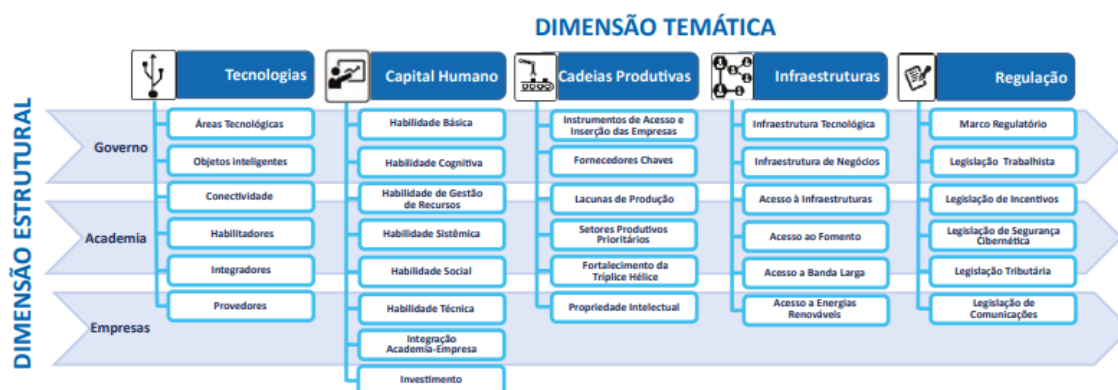 DIMENSÃO TEMÁTICA
DIMENSÃO ESTRUTURAL
Tecnologias
Capital Humano
Cadeias Produtivas
Infraestruturas
Regulação
Governo
Academia
Empresas
Áreas Tecnológicas
Objetos inteligentes
Conectividade
Habilitadores
Integradores
Provedores
Habilidade Básica
Habilidade Cognitiva
Habilidade de Gestão
de Recursos
Habilidade Sistêmica
Habilidade Social
Habilidade Técnica
Integração
Academia-Empresa
Investimento
Instrumentos de Acesso e
Inserção das Empresas
Fornecedores Chaves
Lacunas de Produção
Setores Produtivos
Prioritários
Fortalecimento da
Tríplice Hélice
Propriedade Intelectual
Infraestrutura Tecnológica
Infraestrutura de Negócios
Acesso à Infraestruturas
Acesso ao Fomento
Acesso a Banda Larga
Acesso a Energias
Renováveis
Marco Regulatório
Legislação Trabalhista
Legislação de Incentivos
Legislação de Segurança
Cibernética
Legislação Tributária
Legislação de
Comunicações